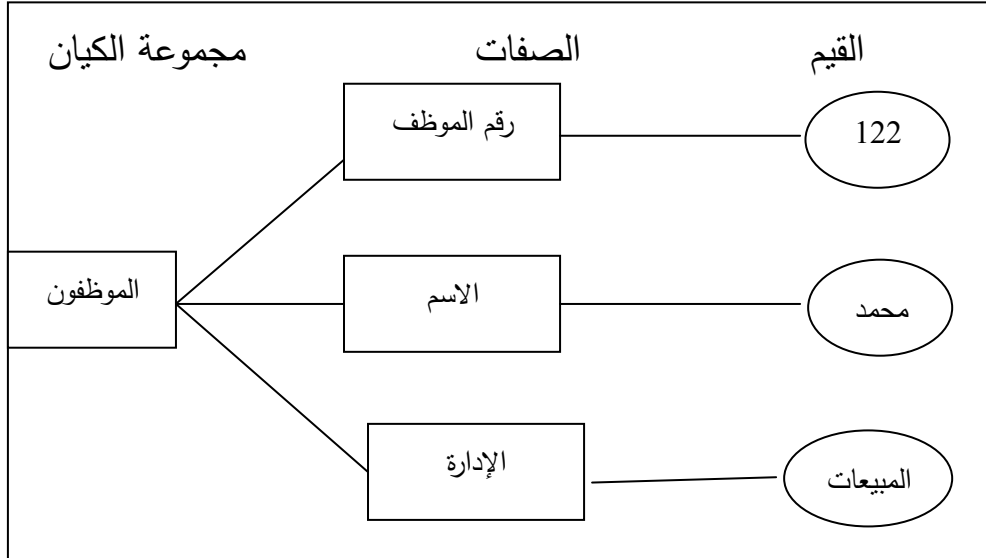 مجموعة الكيان
الصفات
القيم
رقم الموظف
122
الموظفون
الاسم
محمد
الإدارة
المبيعات